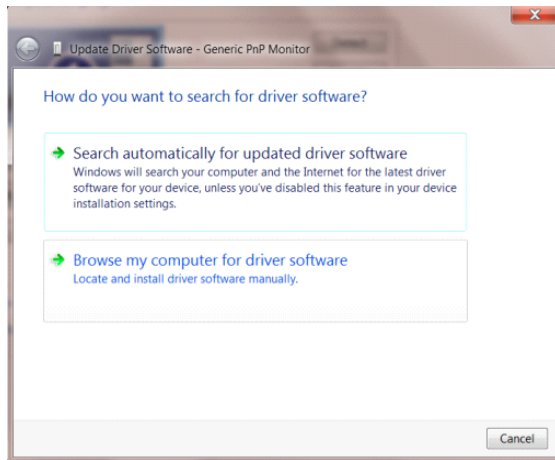 Update Driver Software - Generic PnP Monitor
How do you want to search for driver software?
Search automatically for updated driver software
Windows will search your computer and the Internet for the latest driver
software for your device, unless you've disabled this feature in your device
installation settings.
Browse my computer for driver software
Locate and install driver software manually.
Cancel